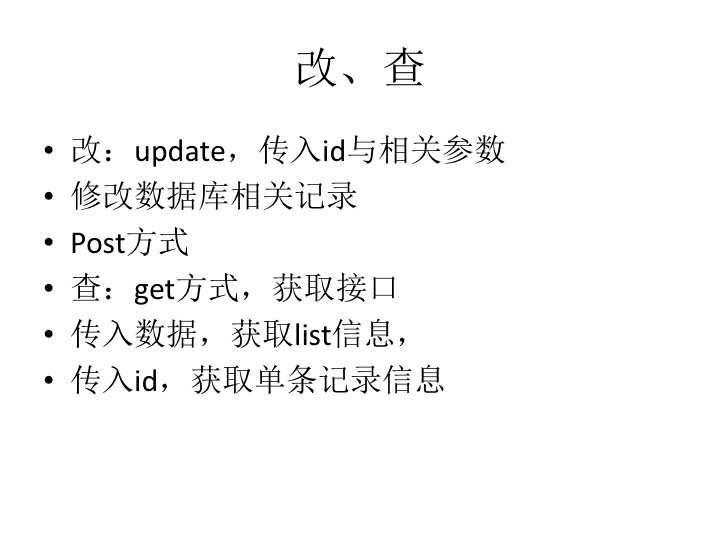 改、查
• 改：update，传入id与相关参数
• 修改数据库相关记录
• Post方式
• 查：get方式，获取接口
• 传入数据，获取list信息，
• 传入id，获取单条记录信息